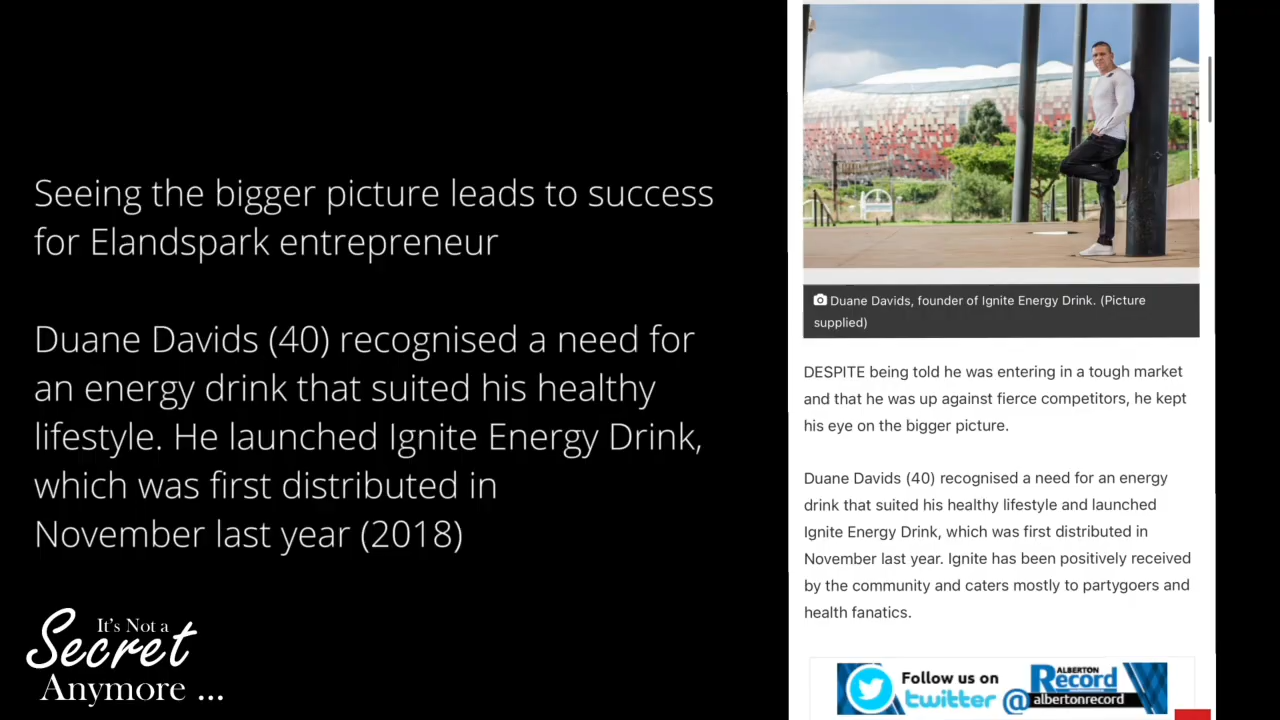 Seeing the bigger picture leads to success
for Elandspark entrepreneur
Duane Davids (40) recognised a need for
an energy drink that suited his healthy
lifestyle. He launched Ignite Energy Drink,
which was first distributed in
November last year (2018)
It's Not a
Secret
Anymore ...
Duane Davids, founder of Ignite Energy Drink. (Picture
supplied)
DESPITE being told he was entering in a tough market
and that he was up against fierce competitors, he kept
his eye on the bigger picture.
Duane Davids (40) recognised a need for an energy
drink that suited his healthy lifestyle and launched
Ignite Energy Drink, which was first distributed in
November last year. Ignite has been positively received
by the community and caters mostly to partygoers and
health fanatics.
Follow us on
twitter @
ALBERTON
Record
albertonrecord